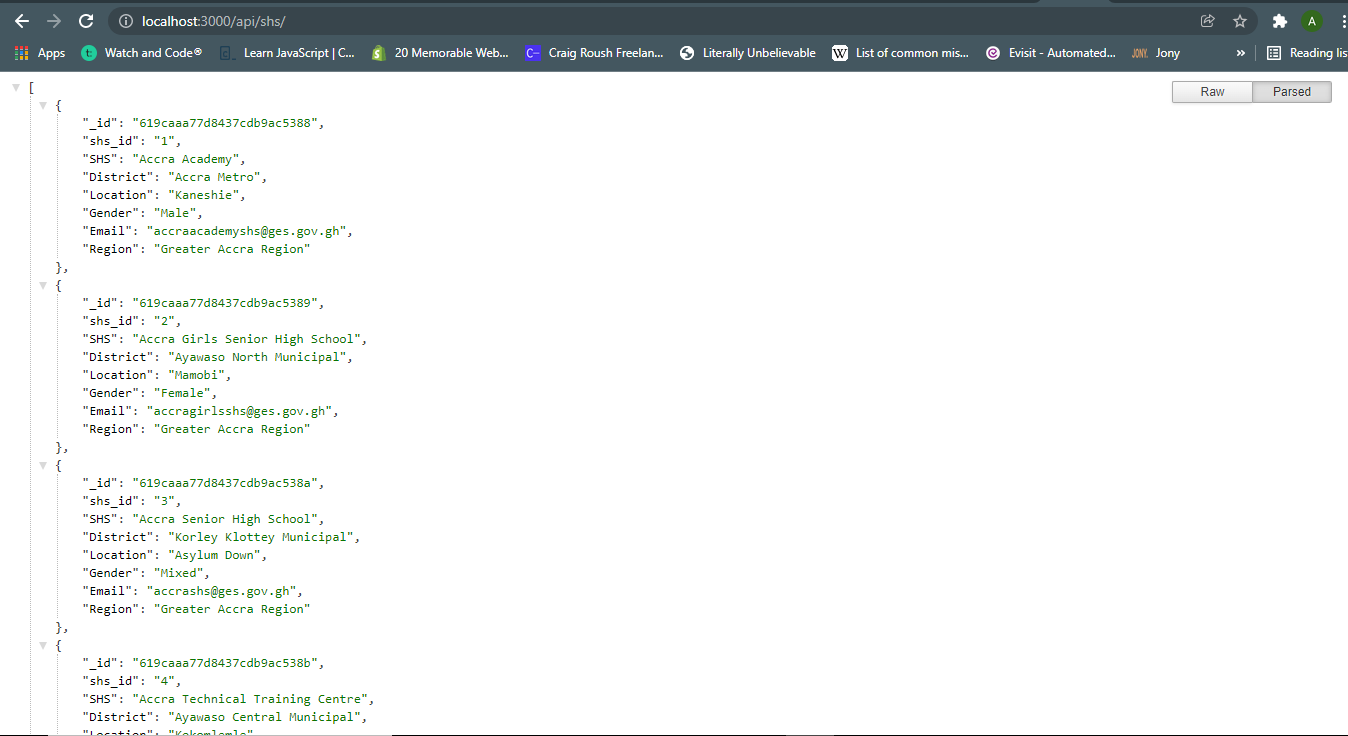 localhost:3000/api/shs/
A
Apps
t
Watch and Code®
Learn JavaScript | C...
20 Memorable Web...
C–
Craig Roush Freelan...
Literally Unbelievable
W
List of common mis...
e
Evisit - Automated...
JONY
Jony
»
Reading lis
Raw
Parsed
[
{
"_id": "619caaa77d8437cdb9ac5388",
"shs_id": "1",
"SHS": "Accra Academy",
"District": "Accra Metro",
"Location": "Kaneshie",
"Gender": "Male",
"Email": "accraacademyshs@ges.gov.gh",
"Region": "Greater Accra Region"
},
{
"_id": "619caaa77d8437cdb9ac5389",
"shs_id": "2",
"SHS": "Accra Girls Senior High School",
"District": "Ayawaso North Municipal",
"Location": "Mamobi",
"Gender": "Female",
"Email": "accragirlsshs@ges.gov.gh",
"Region": "Greater Accra Region"
},
{
"_id": "619caaa77d8437cdb9ac538a",
"shs_id": "3",
"SHS": "Accra Senior High School",
"District": "Korley Klottey Municipal",
"Location": "Asylum Down",
"Gender": "Mixed",
"Email": "accrashs@ges.gov.gh",
"Region": "Greater Accra Region"
},
{
"_id": "619caaa77d8437cdb9ac538b",
"shs_id": "4",
"SHS": "Accra Technical Training Centre",
"District": "Ayawaso Central Municipal",
"Location": "Kokomlemle"